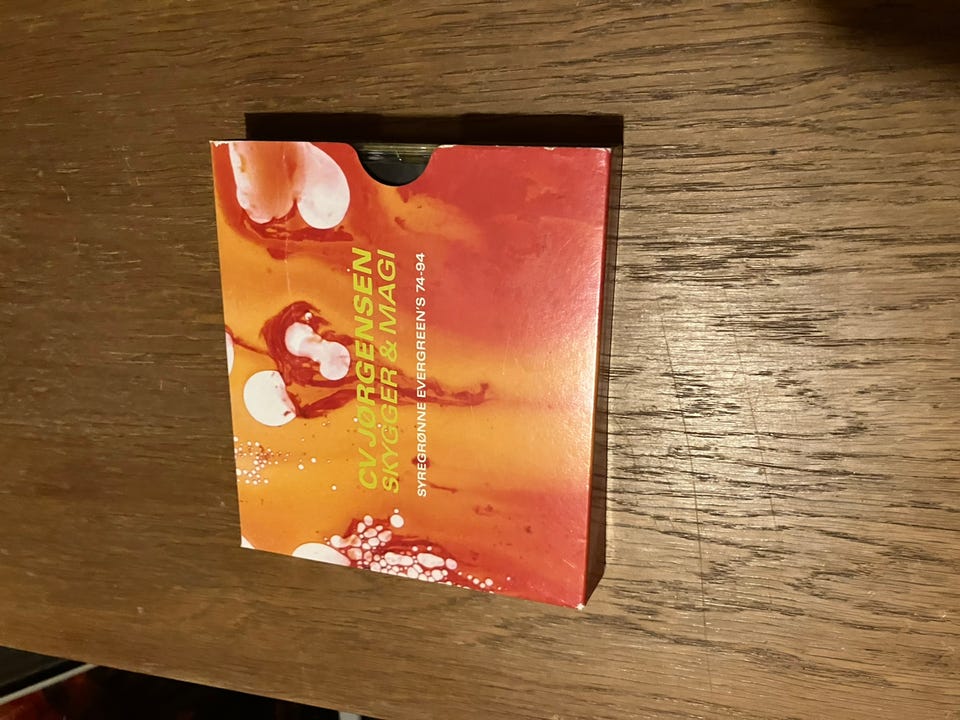 CV JØRGENSEN
SKYGGER & MAGI
SYREGRØNNE EVERGREEN'S 74-94